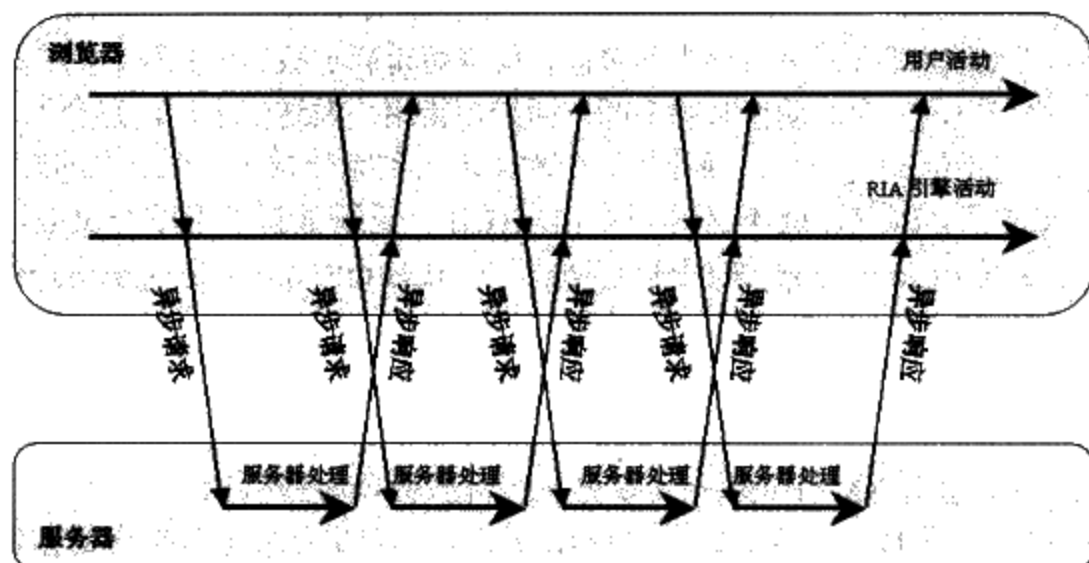 浏览器
用户活动
RIA 引擎活动
异步请求
异步请求
异步响应
异步请求
异步响应
异步请求
异步响应
异步响应
服务器处理
服务器处理
服务器处理
服务器处理
服务器